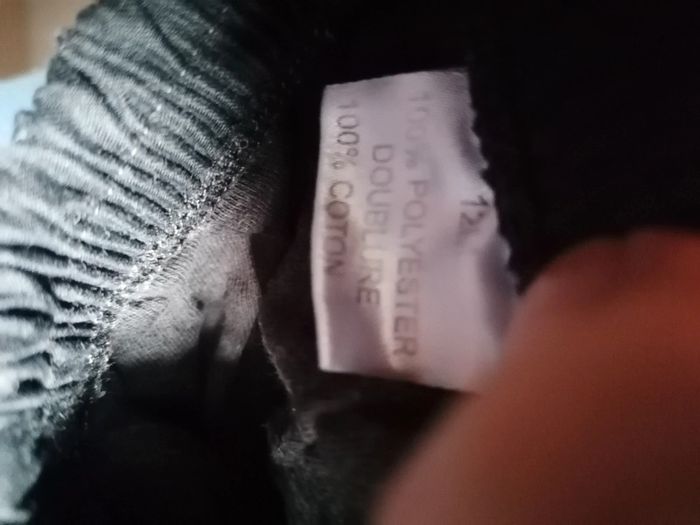 12
100% POLYESTER
DOUBLURE
100% COTON